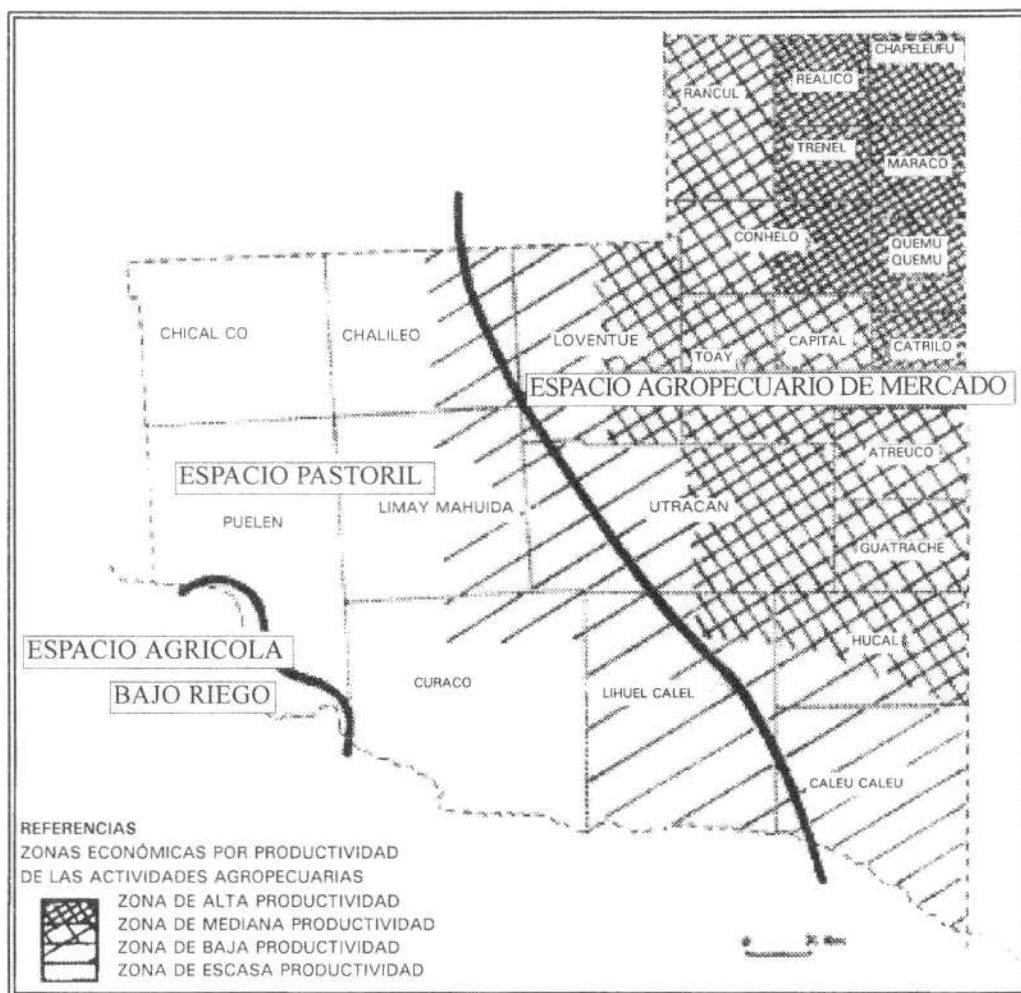 CHAPELEUFU
REALICO
RANCUL
TRENEL
MARACO
CONHELO
QUEMU
QUEMU
CHICAL CO
CHALILEO
LOVENTUE
TOAY
CAPITAL
CATRILO
ESPACIO AGROPECUARIO DE MERCADO
ATREUCO
ESPACIO PASTORIL
LIMAY MAHUIDA
UTRACAN
PUELEN
GUATRACHE
HUCAL
ESPACIO AGRICOLA
BAJO RIEGO
CURACO
LIHUEL CALEL
CALEU CALEU
REFERENCIAS
ZONAS ECONÓMICAS POR PRODUCTIVIDAD
DE LAS ACTIVIDADES AGROPECUARIAS
ZONA DE ALTA PRODUCTIVIDAD
ZONA DE MEDIANA PRODUCTIVIDAD
ZONA DE BAJA PRODUCTIVIDAD
ZONA DE ESCASA PRODUCTIVIDAD